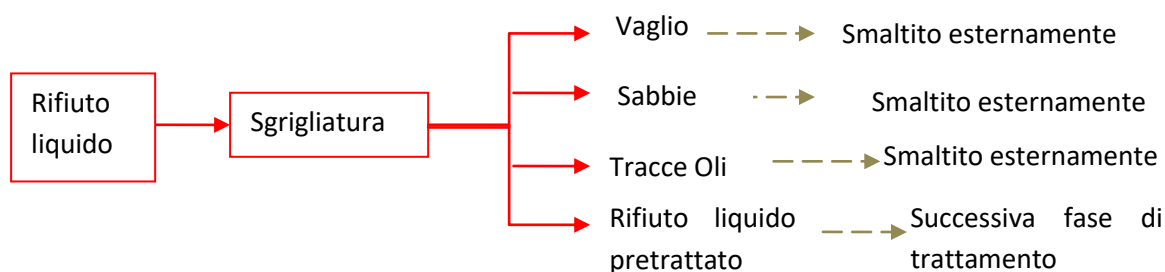 Rifiuto
liquido
Sgrigliatura
Vaglio
Smaltito esternamente
Sabbie
Smaltito esternamente
Tracce Oli
Smaltito esternamente
Rifiuto liquido
pretrattato
Successiva fase di
trattamento